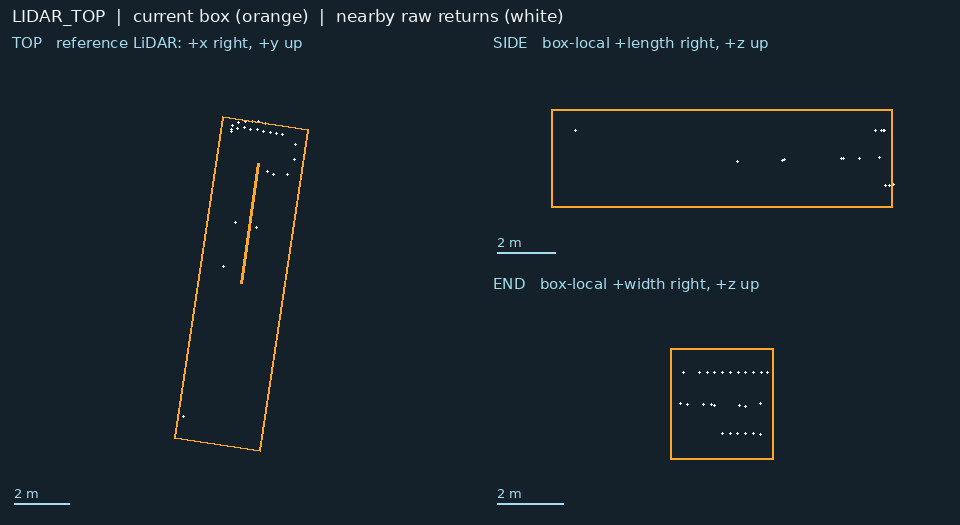 LIDAR_TOP | current box (orange) | nearby raw returns (white)
TOP reference LiDAR: +x right, +y up
SIDE box-local +length right, +z up
2 m
END box-local +width right, +z up
2 m
2 m